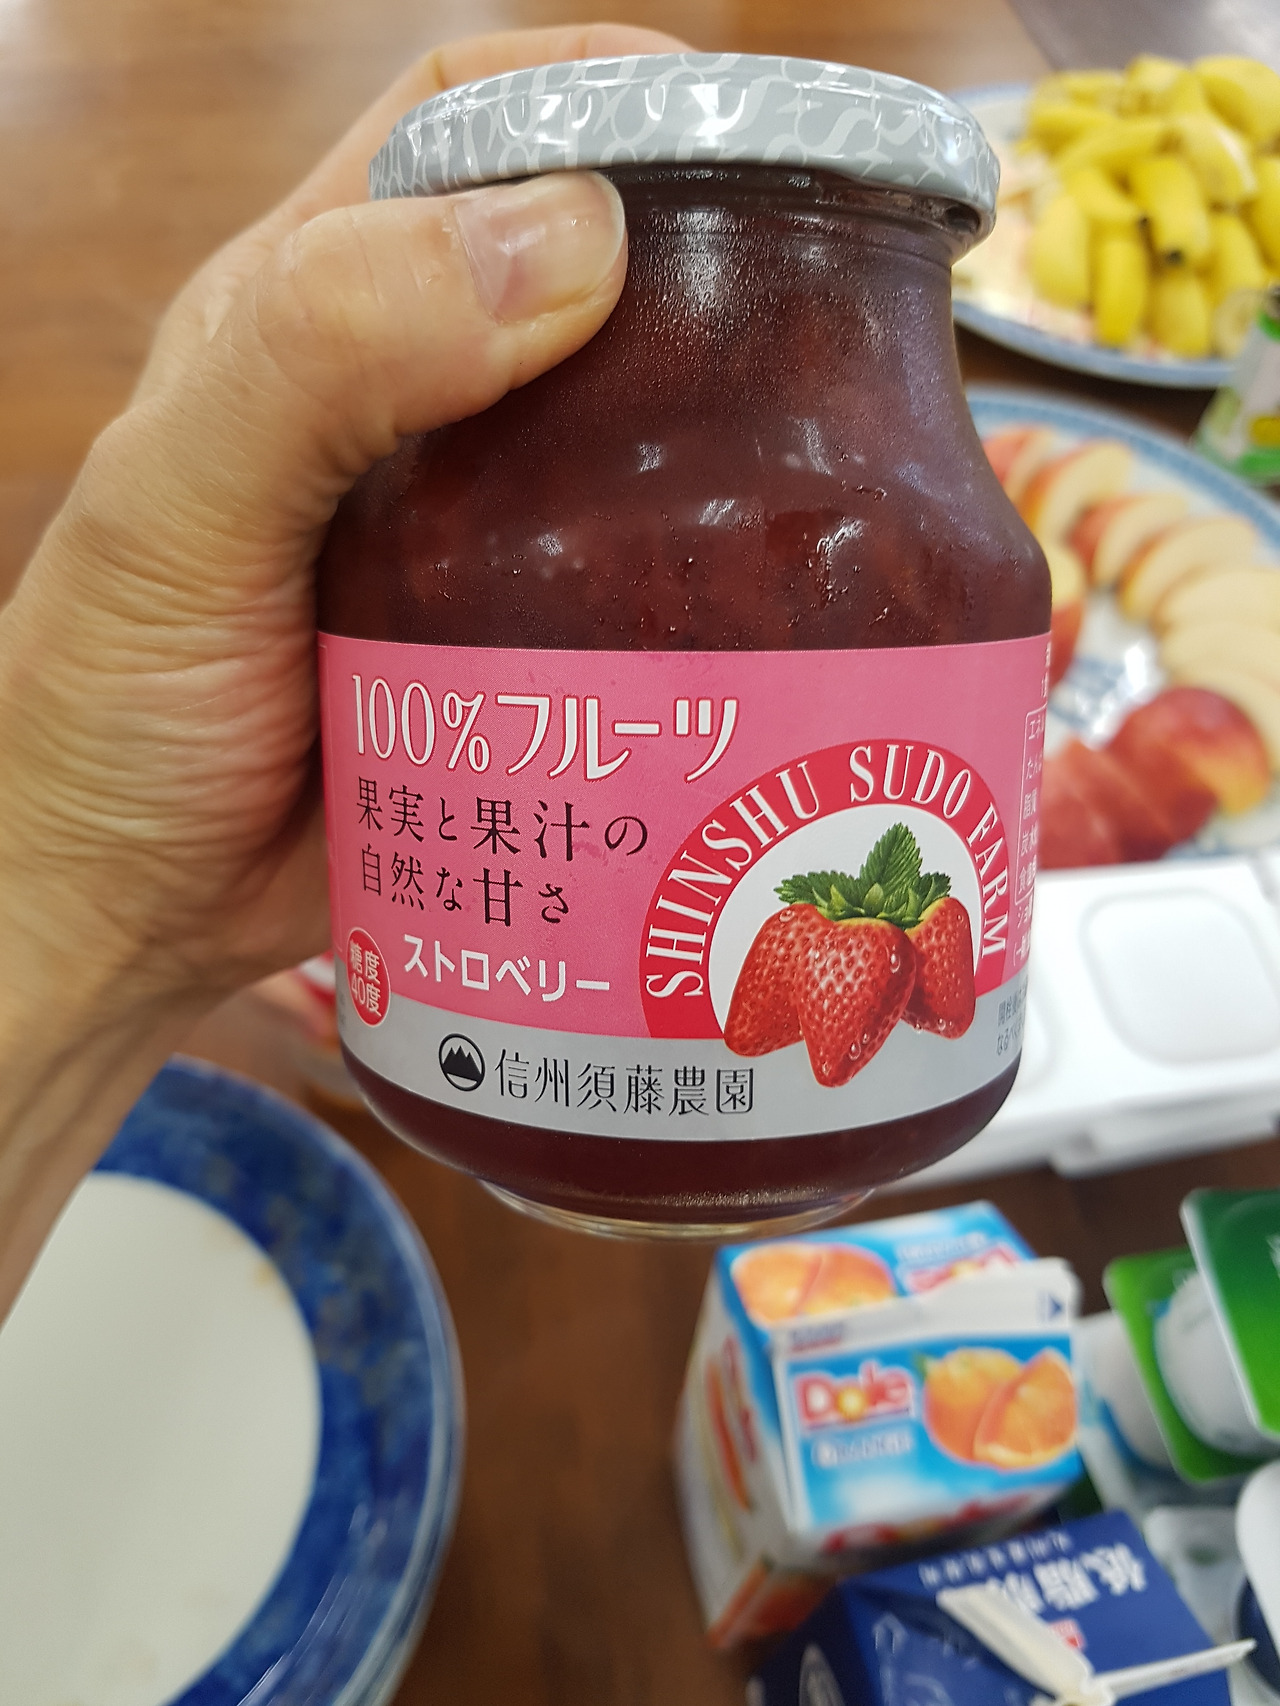 100%フルーツ
果実と果汁の
自然な甘さ
ストロベリー
糖度
40度
SHINSHU SUDO FARM
信州須藤農園
Dole